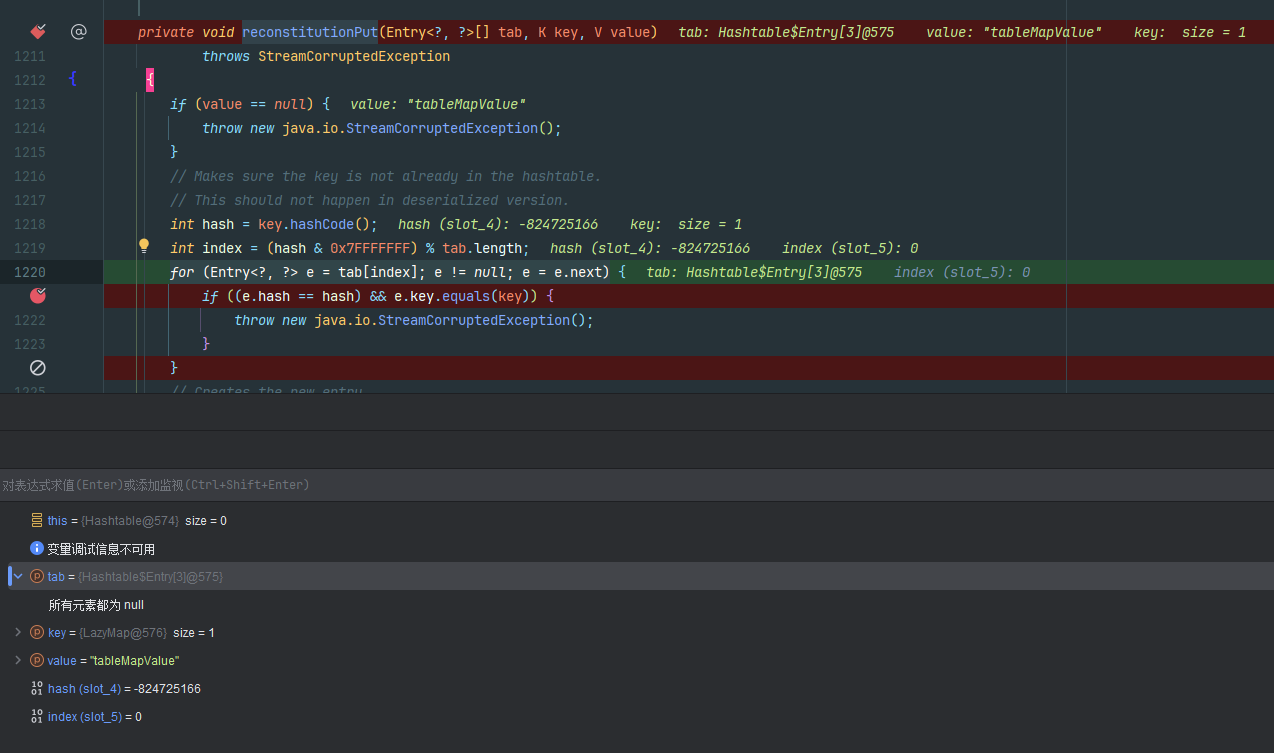 @ private void reconstitutionPut(Entry<?, ?>[] tab, K key, V value) tab: Hashtable$Entry[3]@575 value: "tableMapValue" key: size = 1
1211 throws StreamCorruptedException
1212 { {
1213 if (value == null) { value: "tableMapValue"
1214 throw new java.io.StreamCorruptedException();
1215 }
1216 // Makes sure the key is not already in the hashtable.
1217 // This should not happen in deserialized version.
1218 int hash = key.hashCode(); hash (slot_4): -824725166 key: size = 1
1219 int index = (hash & 0x7FFFFFFF) % tab.length; hash (slot_4): -824725166 index (slot_5): 0
1220 for (Entry<?, ?> e = tab[index]; e != null; e = e.next) { tab: Hashtable$Entry[3]@575 index (slot_5): 0
if ((e.hash == hash) && e.key.equals(key)) {
1222 throw new java.io.StreamCorruptedException();
1223 }
}
1225 // Creates the new entry.
对表达式求值(Enter)或添加监视(Ctrl+Shift+Enter)
this = {Hashtable@574} size = 0
变量调试信息不可用
tab = {Hashtable$Entry[3]@575}
所有元素都为 null
key = {LazyMap@576} size = 1
value = "tableMapValue"
hash (slot_4) = -824725166
index (slot_5) = 0